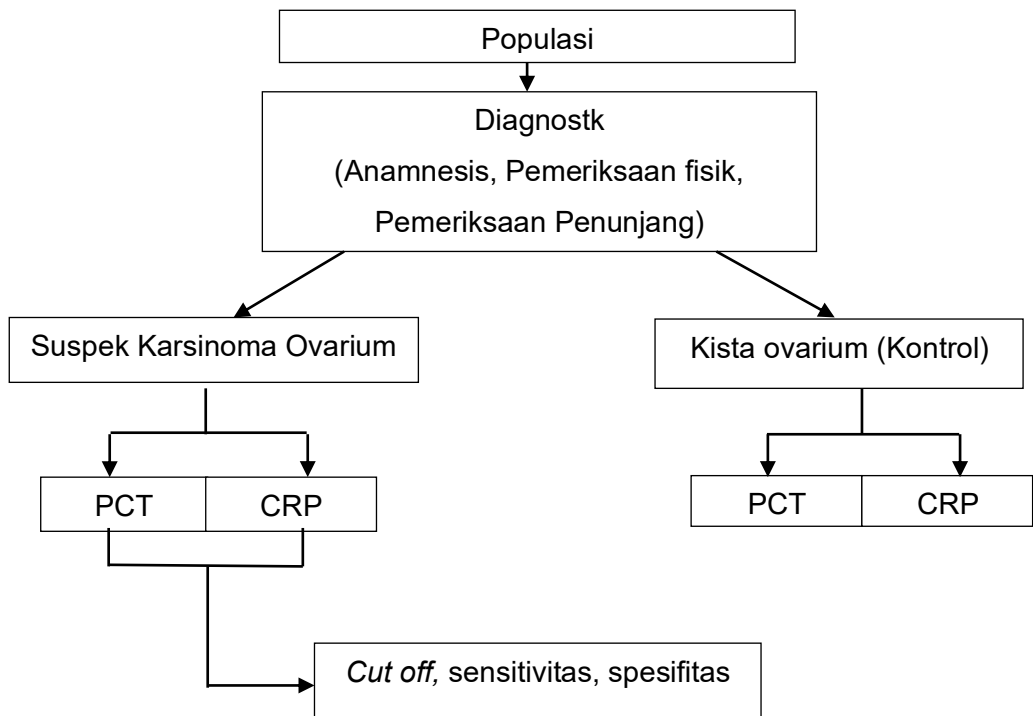 Populasi
Diagnostk
(Anamnesis, Pemeriksaan fisik,
Pemeriksaan Penunjang)
Suspek Karsinoma Ovarium
Kista ovarium (Kontrol)
PCT
CRP
PCT
CRP
Cut off, sensitivitas, spesifitas